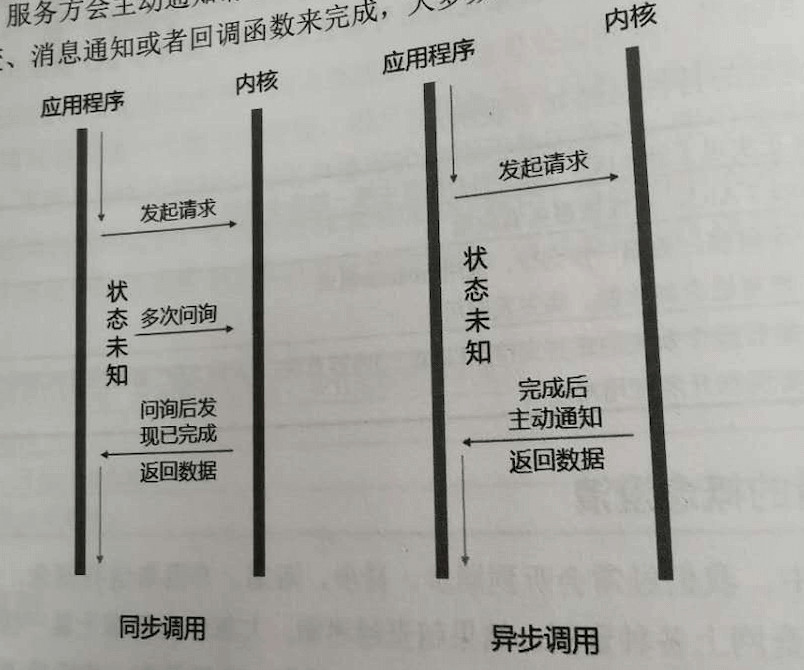 服务方会主动通知
、消息通知或者回调函数来完成，大多
应用程序
内核
发起请求
状态未知
多次问询
问询后发
现已完成
返回数据
同步调用
应用程序
内核
发起请求
状态未知
完成后
主动通知
返回数据
异步调用